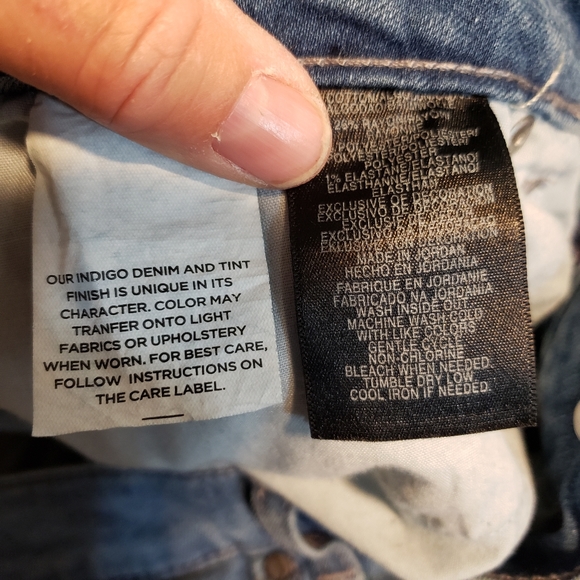 OUR INDIGO DENIM AND TINT
FINISH IS UNIQUE IN ITS
CHARACTER. COLOR MAY
TRANFER ONTO LIGHT
FABRICS OR UPHOLSTERY
WHEN WORN. FOR BEST CARE,
FOLLOW INSTRUCTIONS ON
THE CARE LABEL.
POLYESTER
1% ELASTANE/ELASTANO
ELASTHANNE/ELASTAN
EXCLUSIVE OF DECORATION
MADE IN JORDAN
HECHO EN JORDANIA
FABRIQUE EN JORDANIE
FABRICADO NA JORDANIA
WASH INSIDE OUT
MACHINE WASH COLD
WITH LIKE COLORS
GENTLE CYCLE
NON-CHLORINE
BLEACH WHEN NEEDED.
TUMBLE DRY LOW
COOL IRON IF NEEDED.